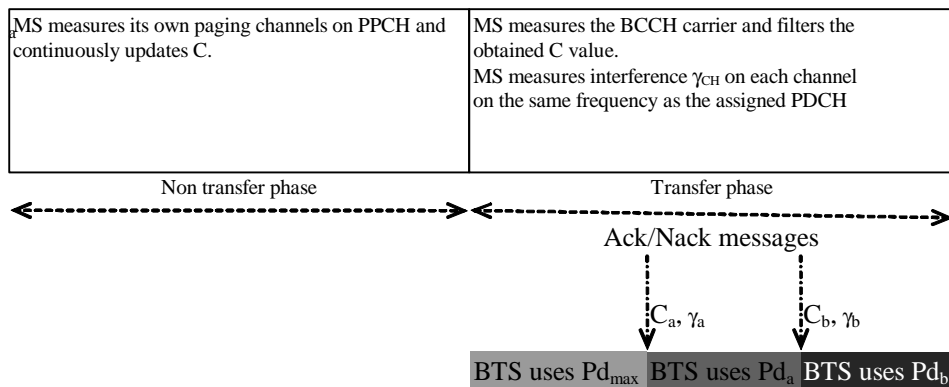 a
MS measures its own paging channels on PPCH and
continuously updates C.
MS measures the BCCH carrier and filters the
obtained C value.
MS measures interference γCH on each channel
on the same frequency as the assigned PDCH
Non transfer phase
Transfer phase
Ack/Nack messages
Ca, γa
Cb, γb
BTS uses Pdmax
BTS uses Pda
BTS uses Pdb